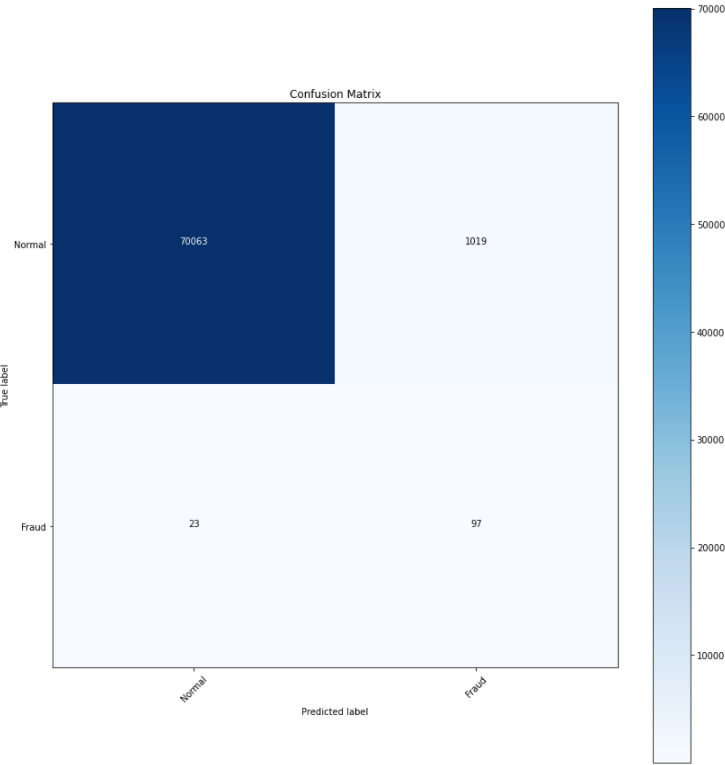 Confusion Matrix
Normal
Fraud
True label
70063
1019
23
97
Normal
Fraud
Predicted label
70000
60000
50000
40000
30000
20000
10000